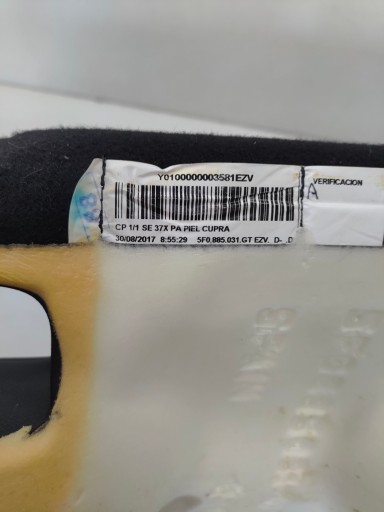 Y0100000003581EZV
VERIFICACION
A
CP 1/1 SE 37X PA PIEL CUPRA
30/08/2017 8:55:29 5F0.885.031.GT EZV. D- .D